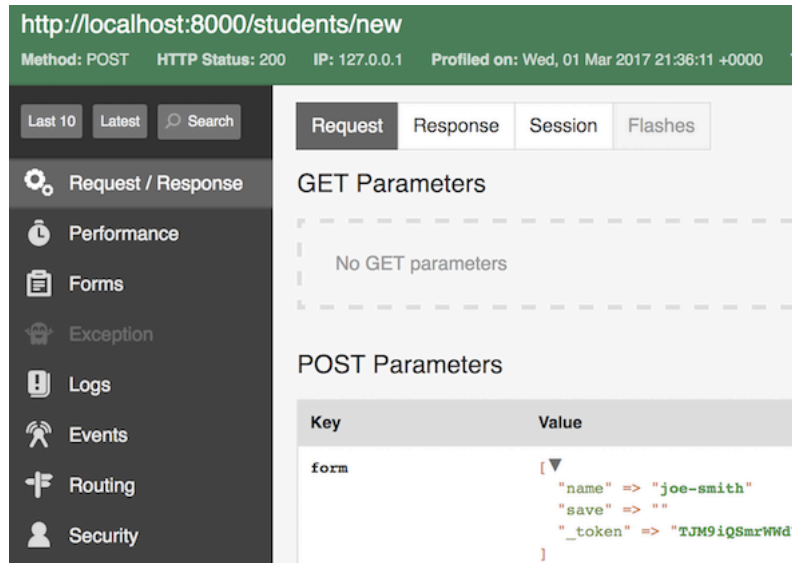 http://localhost:8000/students/new
Method: POST HTTP Status: 200 IP: 127.0.0.1 Profiled on: Wed, 01 Mar 2017 21:36:11 +0000
Last 10 Latest Search
Request Response Session Flashes
Request / Response
Performance
Forms
Exception
Logs
Events
Routing
Security
GET Parameters
No GET parameters
POST Parameters
Key Value
form [
"name" => "joe-smith"
"save" => ""
"_token" => "TJM9iQSmrWWd
]